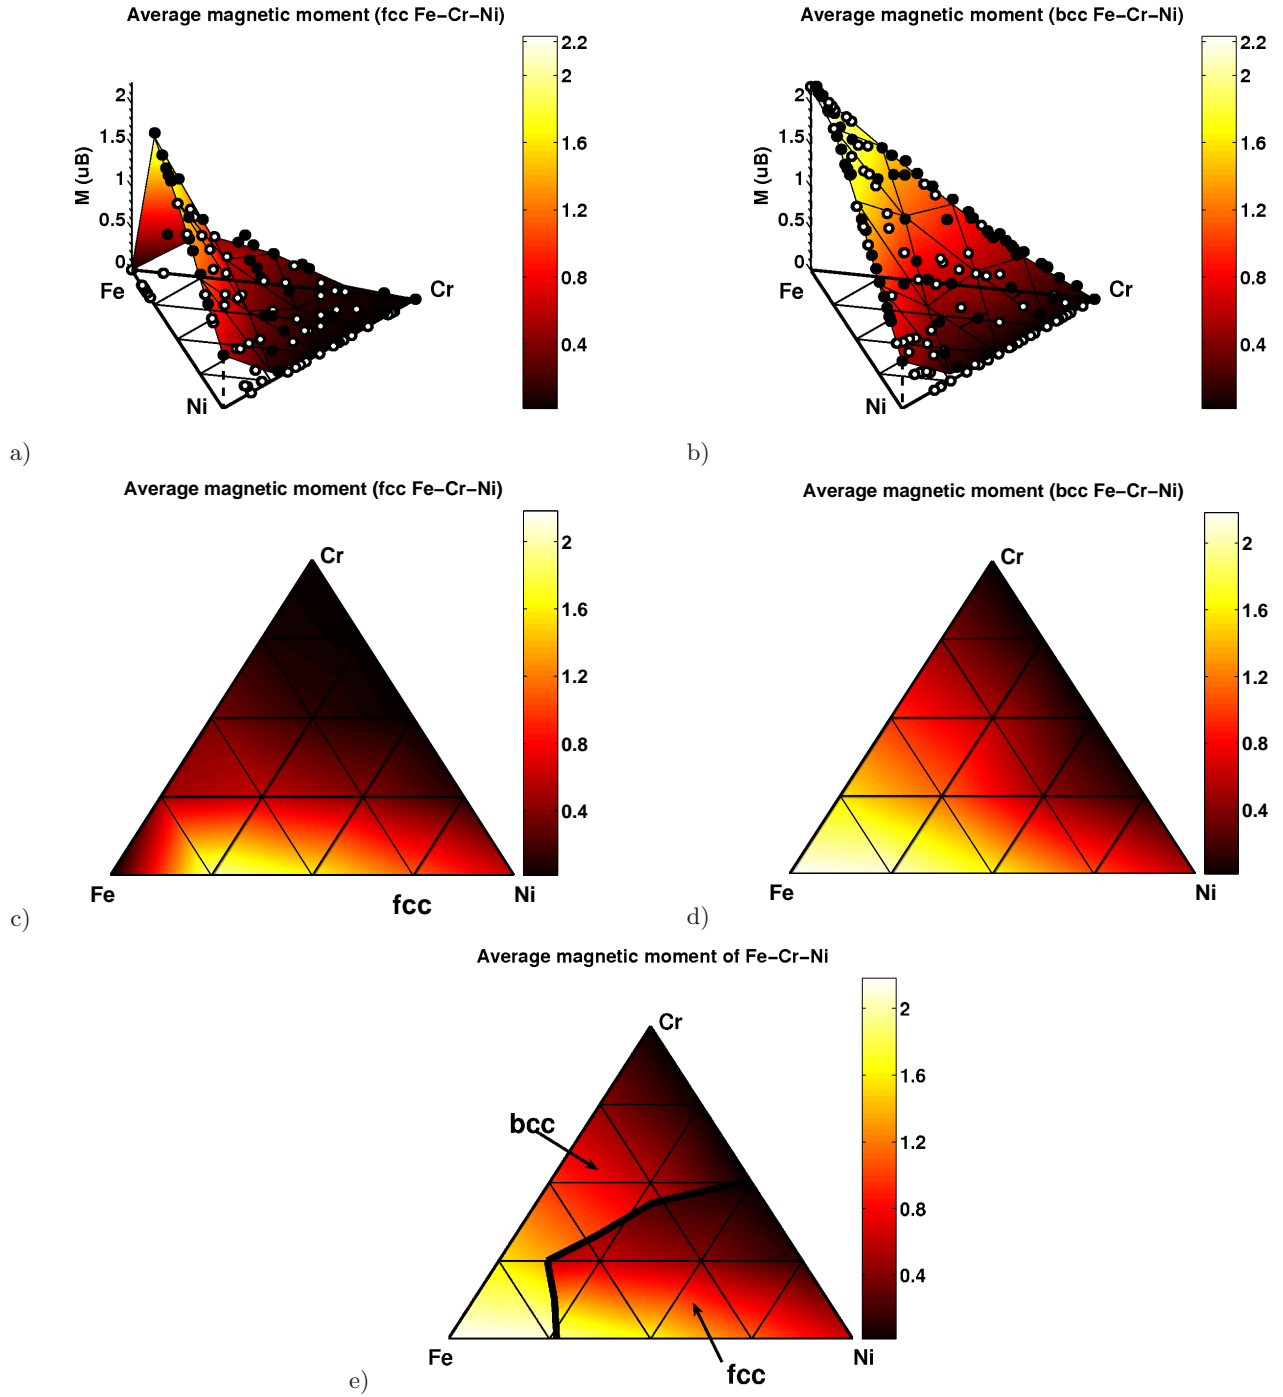 Average magnetic moment (fcc Fe−Cr−Ni)
2
1.5
1
0.5
0
M (uB)
Fe
Cr
Ni
2.2
2
1.6
1.2
0.8
0.4
a)
Average magnetic moment (bcc Fe−Cr−Ni)
2
1.5
1
0.5
0
M (uB)
Fe
Cr
Ni
2.2
2
1.6
1.2
0.8
0.4
b)
Average magnetic moment (fcc Fe−Cr−Ni)
Cr
Fe
fcc
Ni
2
1.6
1.2
0.8
0.4
c)
Average magnetic moment (bcc Fe−Cr−Ni)
Cr
Fe
Ni
2
1.6
1.2
0.8
0.4
d)
Average magnetic moment of Fe−Cr−Ni
Cr
bcc
Fe
fcc
Ni
2
1.6
1.2
0.8
0.4
e)